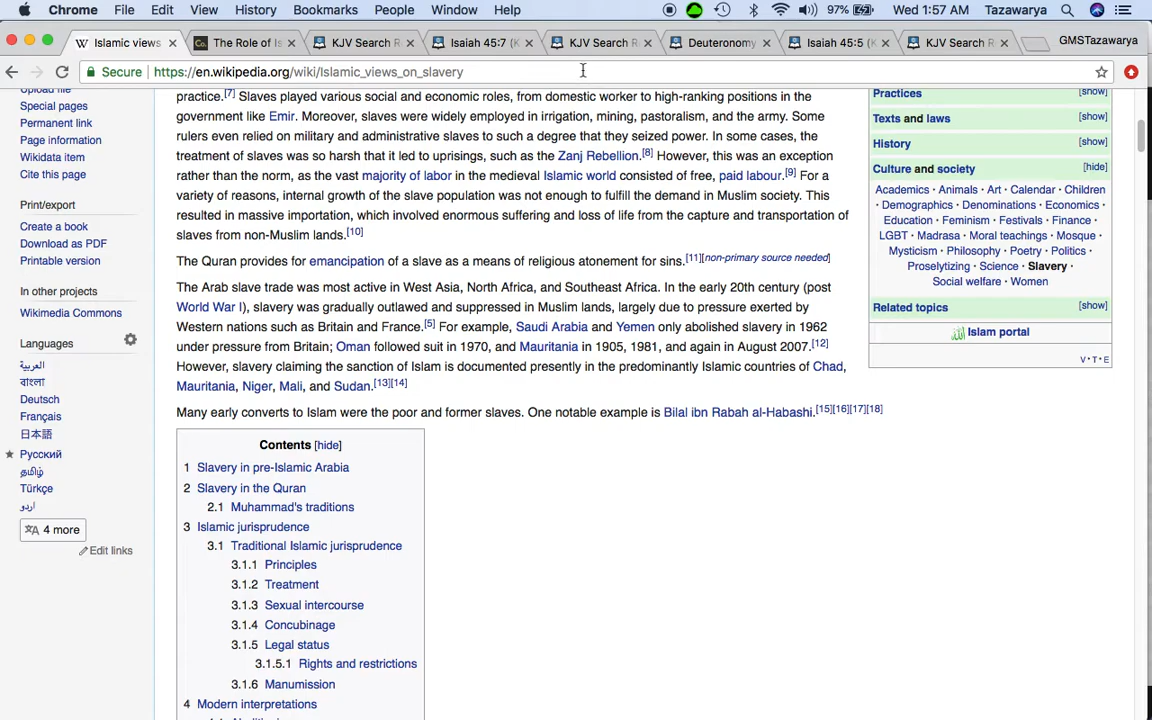 Chrome File Edit View History Bookmarks People Window Help 97% Wed 1:57 AM Tazawarya
Islamic views The Role of Is KJV Search R Isaiah 45:7 (K KJV Search R Deuteronomy Isaiah 45:5 (K KJV Search R GMSTazawarya
Secure https://en.wikipedia.org/wiki/Islamic_views_on_slavery
Upload file
Special pages
Permanent link
Page information
Wikidata item
Cite this page
Print/export
Create a book
Download as PDF
Printable version
In other projects
Wikimedia Commons
Languages
العربية
বাংলা
Deutsch
Français
日本語
Русский
தமிழ்
Türkçe
اردو
4 more
Edit links
practice.[7] Slaves played various social and economic roles, from domestic worker to high-ranking positions in the
government like Emir. Moreover, slaves were widely employed in irrigation, mining, pastoralism, and the army. Some
rulers even relied on military and administrative slaves to such a degree that they seized power. In some cases, the
treatment of slaves was so harsh that it led to uprisings, such as the Zanj Rebellion.[8] However, this was an exception
rather than the norm, as the vast majority of labor in the medieval Islamic world consisted of free, paid labour.[9] For a
variety of reasons, internal growth of the slave population was not enough to fulfill the demand in Muslim society. This
resulted in massive importation, which involved enormous suffering and loss of life from the capture and transportation of
slaves from non-Muslim lands.[10]
The Quran provides for emancipation of a slave as a means of religious atonement for sins.[11][non-primary source needed]
The Arab slave trade was most active in West Asia, North Africa, and Southeast Africa. In the early 20th century (post
World War I), slavery was gradually outlawed and suppressed in Muslim lands, largely due to pressure exerted by
Western nations such as Britain and France.[5] For example, Saudi Arabia and Yemen only abolished slavery in 1962
under pressure from Britain; Oman followed suit in 1970, and Mauritania in 1905, 1981, and again in August 2007.[12]
However, slavery claiming the sanction of Islam is documented presently in the predominantly Islamic countries of Chad,
Mauritania, Niger, Mali, and Sudan.[13][14]
Many early converts to Islam were the poor and former slaves. One notable example is Bilal ibn Rabah al-Habashi.[15][16][17][18]
Contents [hide]
1 Slavery in pre-Islamic Arabia
2 Slavery in the Quran
2.1 Muhammad's traditions
3 Islamic jurisprudence
3.1 Traditional Islamic jurisprudence
3.1.1 Principles
3.1.2 Treatment
3.1.3 Sexual intercourse
3.1.4 Concubinage
3.1.5 Legal status
3.1.5.1 Rights and restrictions
3.1.6 Manumission
4 Modern interpretations
Practices [show]
Texts and laws [show]
History [show]
Culture and society [hide]
Academics · Animals · Art · Calendar · Children
· Demographics · Denominations · Economics ·
Education · Feminism · Festivals · Finance ·
LGBT · Madrasa · Moral teachings · Mosque ·
Mysticism · Philosophy · Poetry · Politics ·
Proselytizing · Science · Slavery ·
Social welfare · Women
Related topics [show]
Islam portal
V · T · E